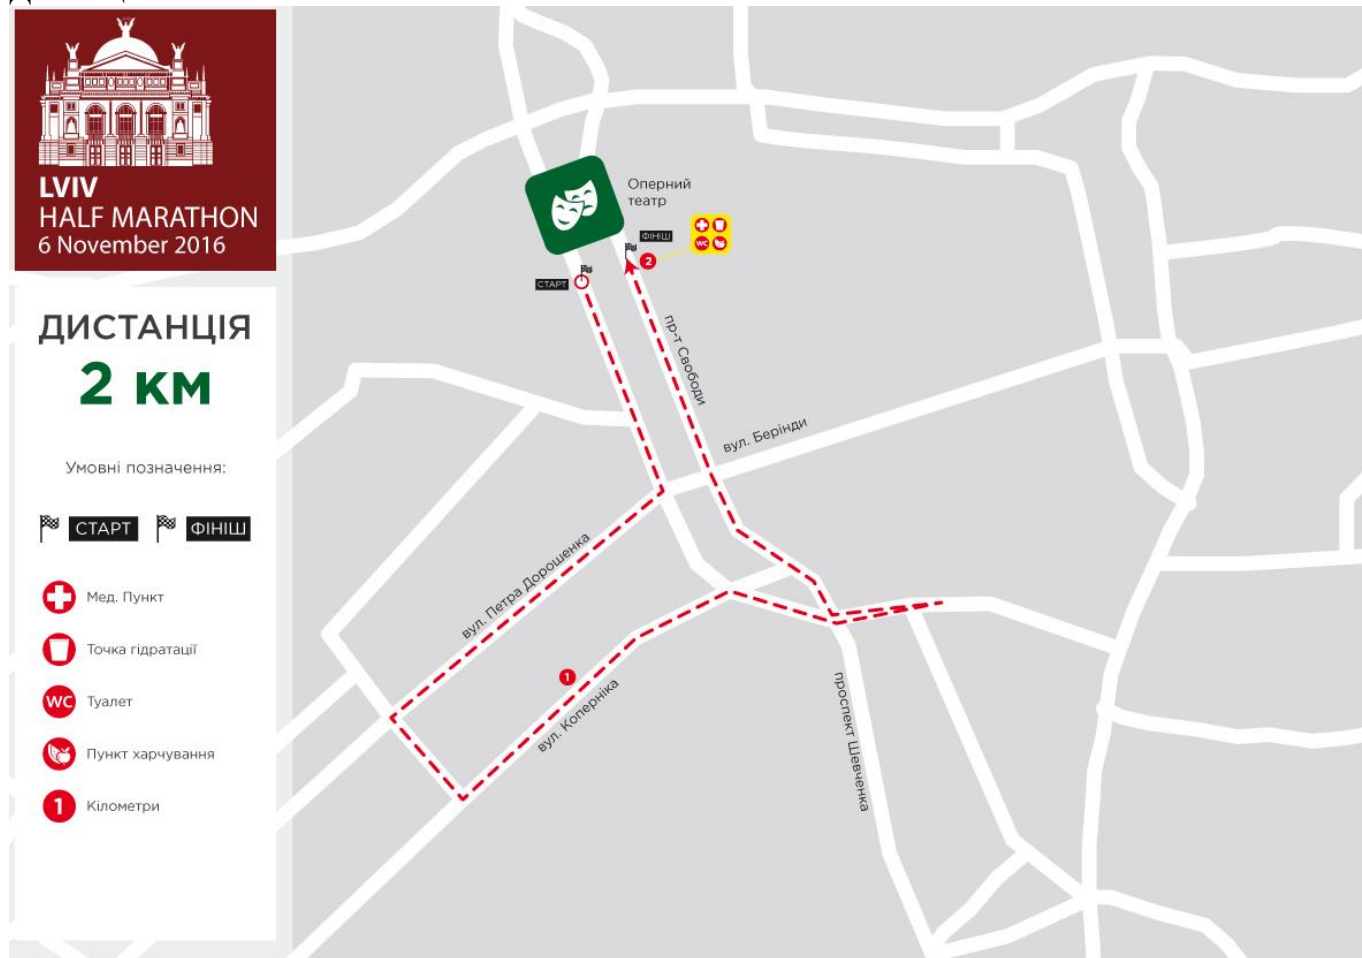 LVIV
HALF MARATHON
6 November 2016
ДИСТАНЦІЯ
2 км
Умовні позначення:
СТАРТ
ФІНІШ
Мед. Пункт
Точка гідратації
WC
Туалет
Пункт харчування
1
Кілометри
Оперний
театр
ФІНІШ
WC
2
СТАРТ
пр-т Свободи
вул. Берінди
вул. Петра Дорошенка
1
вул. Коперніка
проспект Шевченка